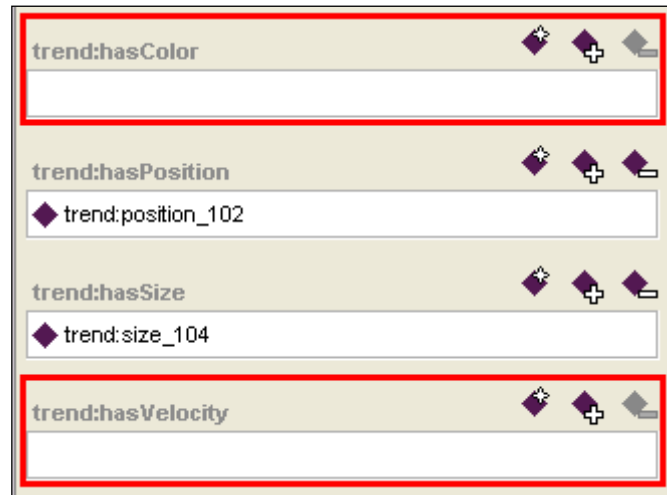 trend:hasColor
trend:hasPosition
trend:position_102
trend:hasSize
trend:size_104
trend:hasVelocity